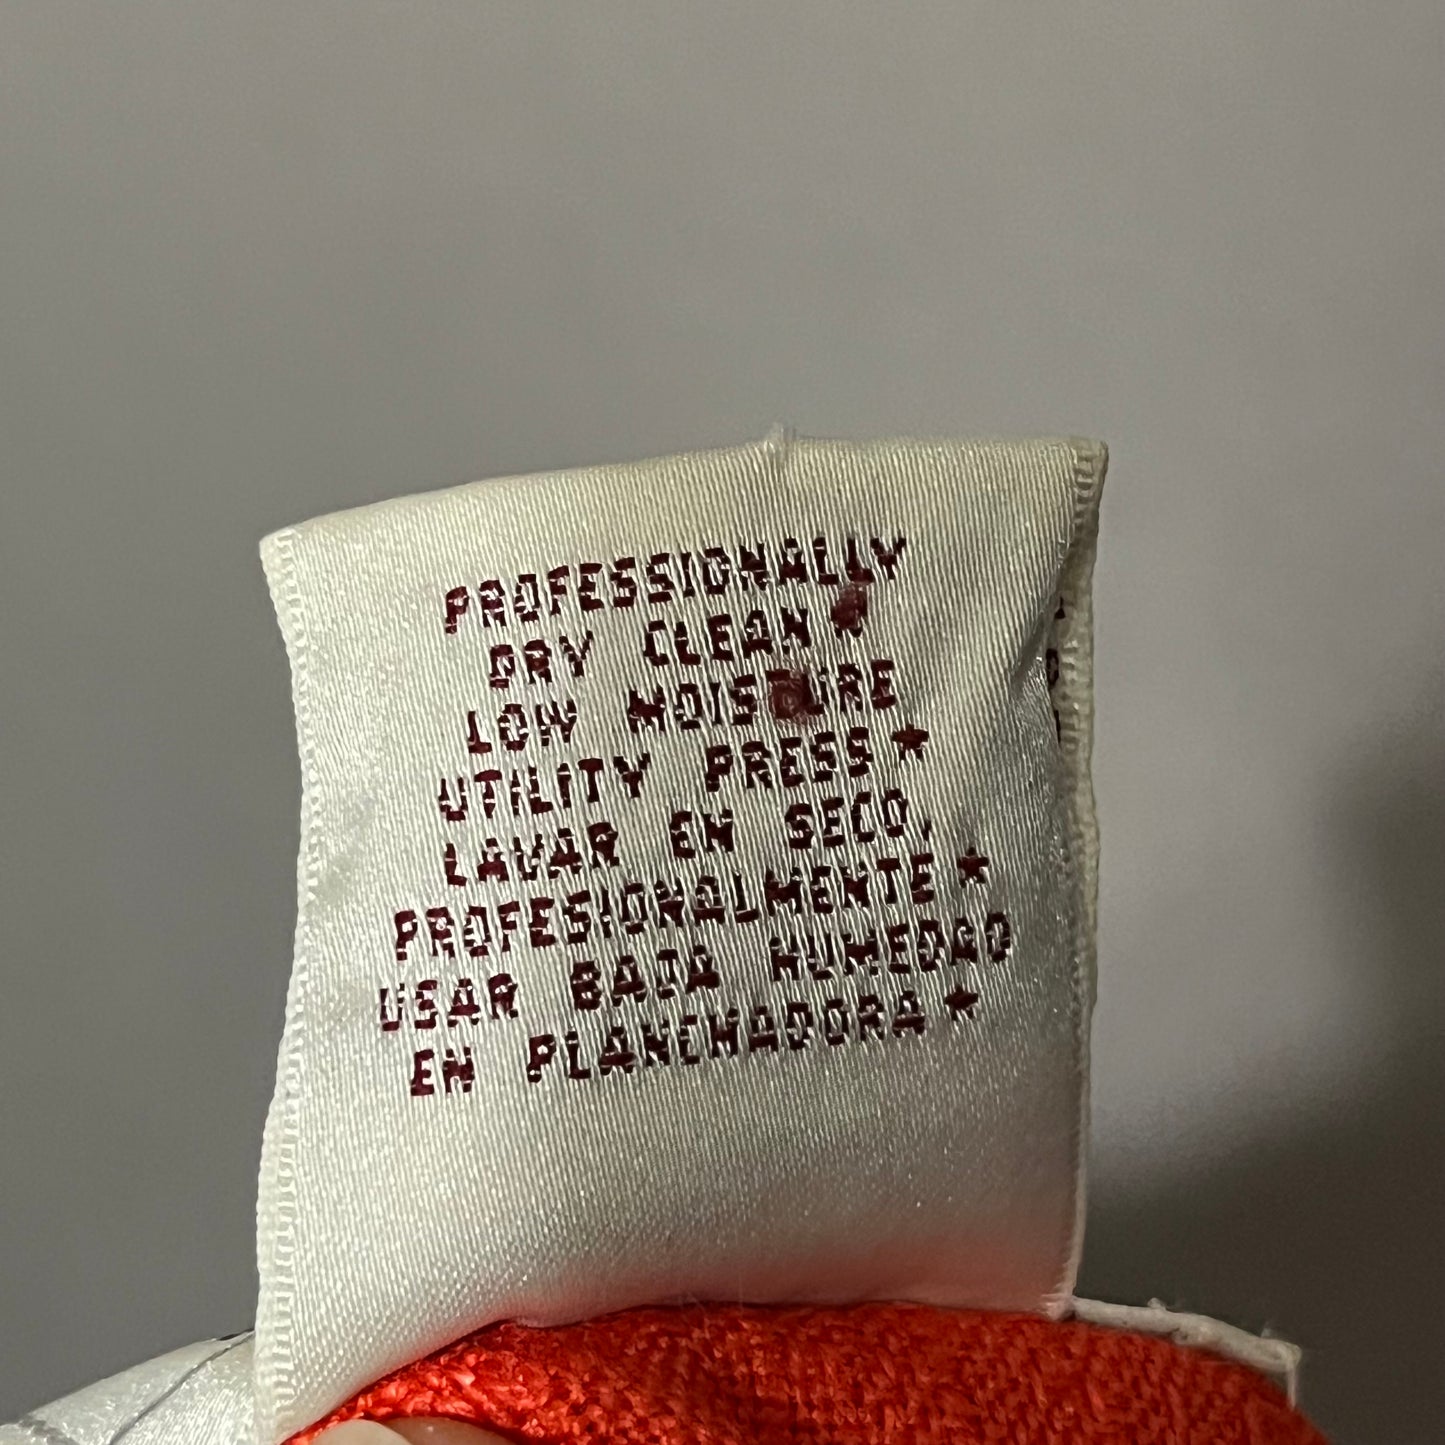 PROFESSIONALLY
DRY CLEAN *
LOW MOISTURE
UTILITY PRESS *
LAVAR EN SECO,
PROFESIONALMENTE *
USAR BAJA HUMEDAD
EN PLANCHADORA *